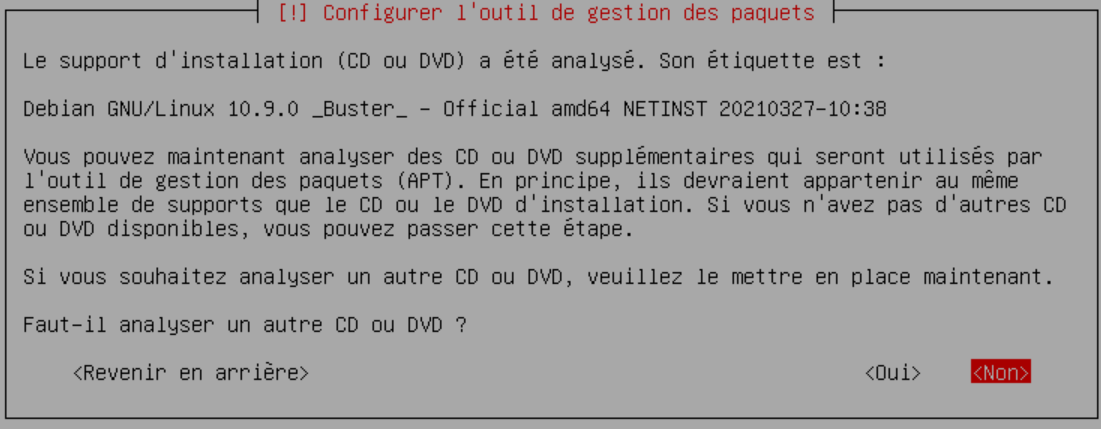 [!] Configurer l'outil de gestion des paquets
Le support d'installation (CD ou DVD) a été analysé. Son étiquette est :
Debian GNU/Linux 10.9.0 _Buster_ - Official amd64 NETINST 20210327-10:38
Vous pouvez maintenant analyser des CD ou DVD supplémentaires qui seront utilisés par
l'outil de gestion des paquets (APT). En principe, ils devraient appartenir au même
ensemble de supports que le CD ou le DVD d'installation. Si vous n'avez pas d'autres CD
ou DVD disponibles, vous pouvez passer cette étape.
Si vous souhaitez analyser un autre CD ou DVD, veuillez le mettre en place maintenant.
Faut-il analyser un autre CD ou DVD ?
<Revenir en arrière> <Oui> <Non>